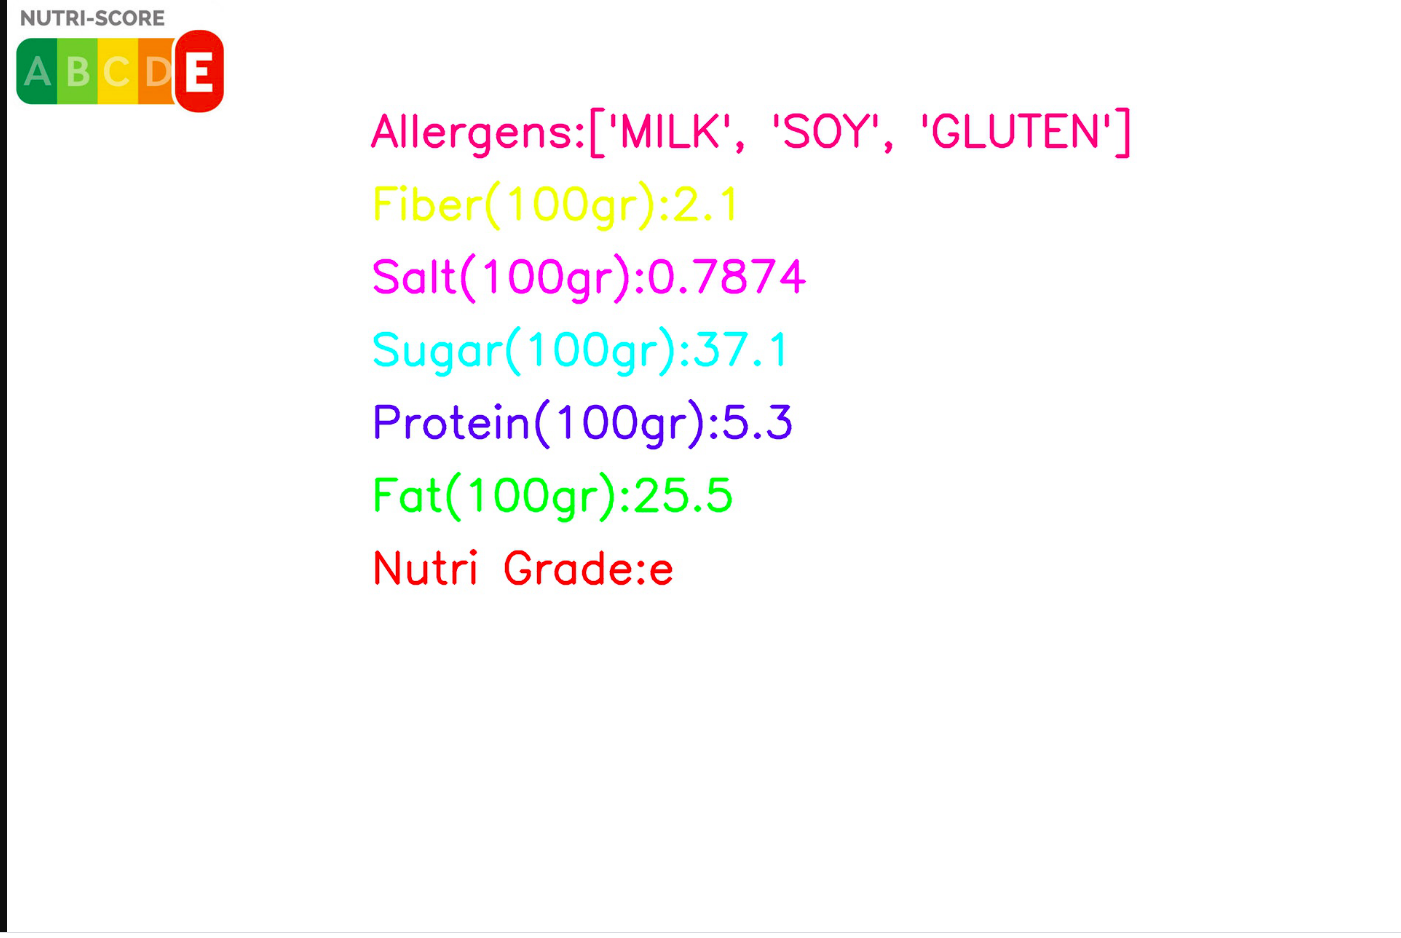 NUTRI-SCORE
A B C D E
Allergens:['MILK', 'SOY', 'GLUTEN']
Fiber(100gr):2.1
Salt(100gr):0.7874
Sugar(100gr):37.1
Protein(100gr):5.3
Fat(100gr):25.5
Nutri Grade:e